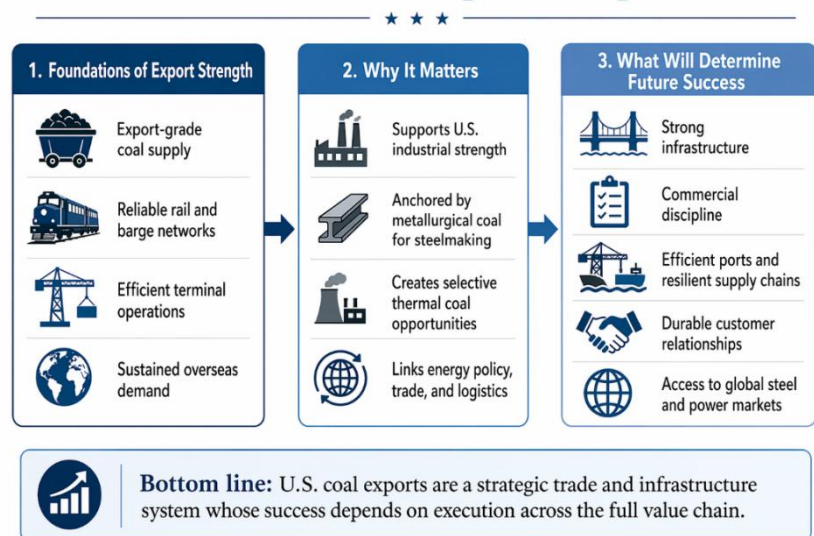 1. Foundations of Export Strength
Export-grade
coal supply
Reliable rail and
barge networks
Efficient terminal
operations
Sustained overseas
demand
2. Why It Matters
Supports U.S.
industrial strength
Anchored by
metallurgical coal
for steelmaking
Creates selective
thermal coal
opportunities
Links energy policy,
trade, and logistics
3. What Will Determine
Future Success
Strong
infrastructure
Commercial
discipline
Efficient ports and
resilient supply chains
Durable customer
relationships
Access to global steel
and power markets
Bottom line: U.S. coal exports are a strategic trade and infrastructure
system whose success depends on execution across the full value chain.